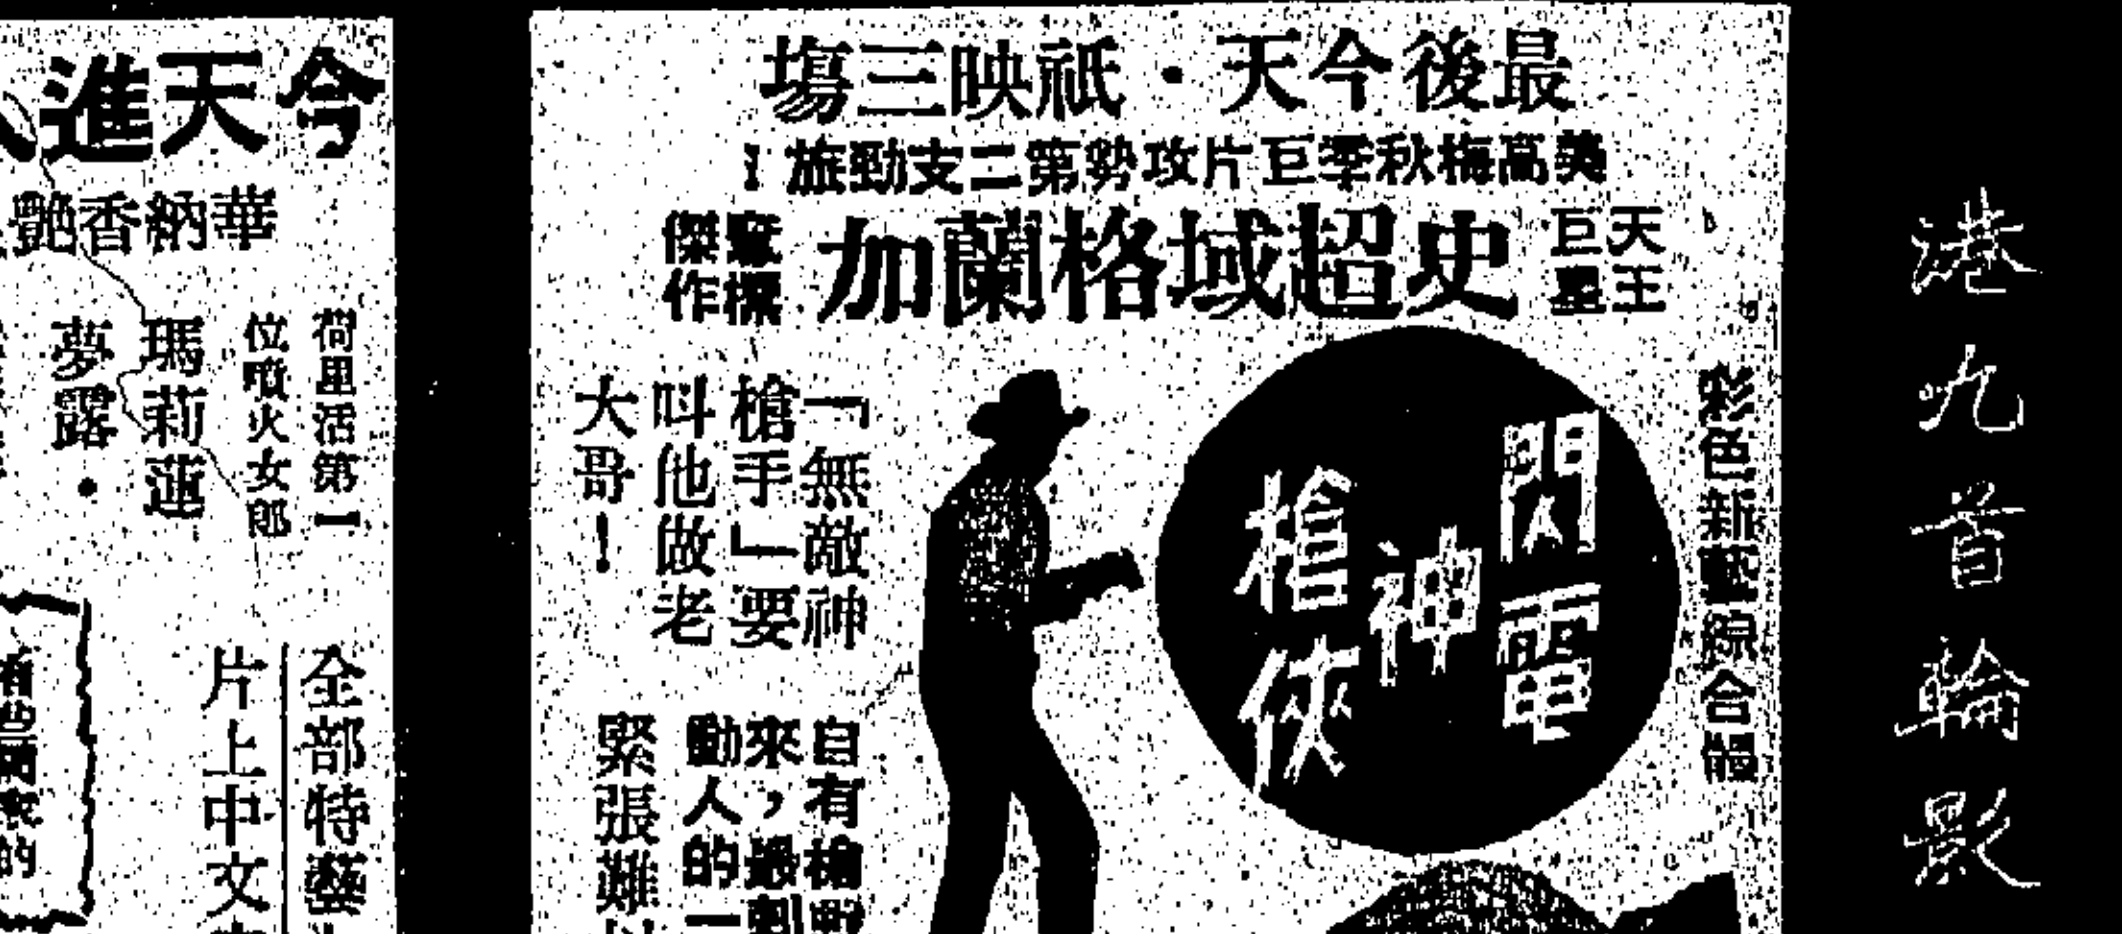 港九首輪影
最後今天・祇映三場
美高梅秋季巨片攻勢第二支勁旅！
天王巨星
史超域格蘭加
傑作
彩色新藝綜合體
閃電神槍俠
「無敵神
槍手」要
叫他做老
大哥！
自有槍戰
來，最刺
動人的一
緊張難
今天進
華納香艷
荷里活第一
位噴火女郎
瑪莉蓮
夢露・
全部特藝
片上中文
有些
的